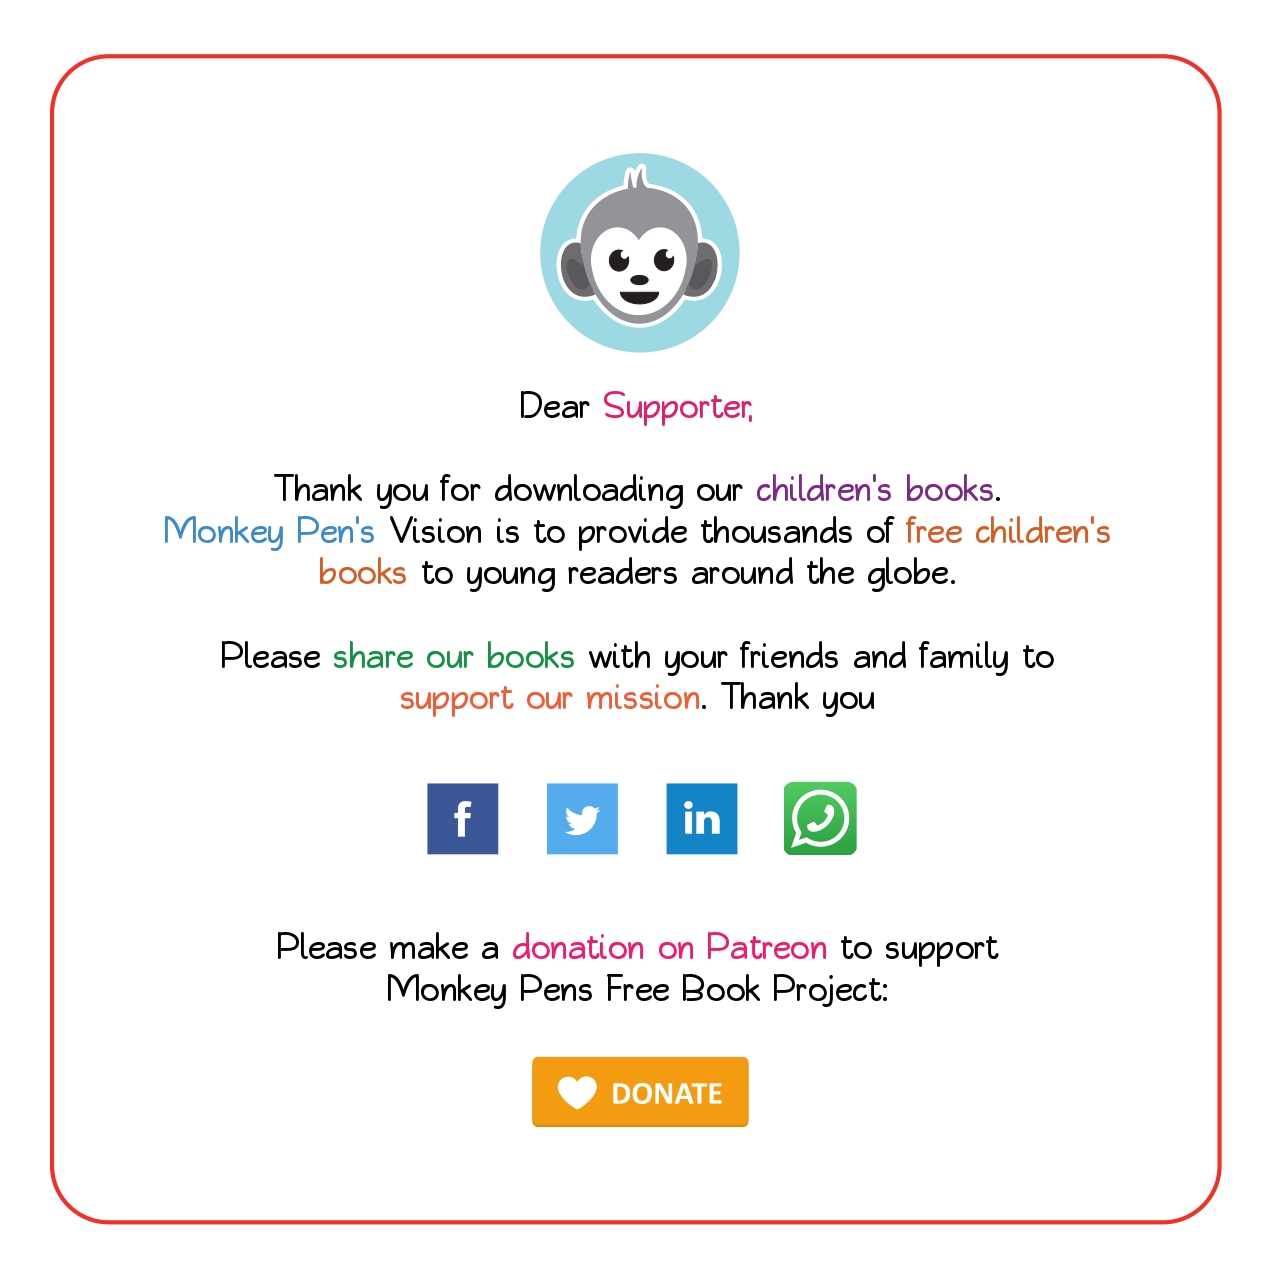 Dear Supporter,
Thank you for downloading our children's books.
Monkey Pen's Vision is to provide thousands of free children's
books to young readers around the globe.
Please share our books with your friends and family to
support our mission. Thank you
f in
Please make a donation on Patreon to support
Monkey Pens Free Book Project:
DONATE